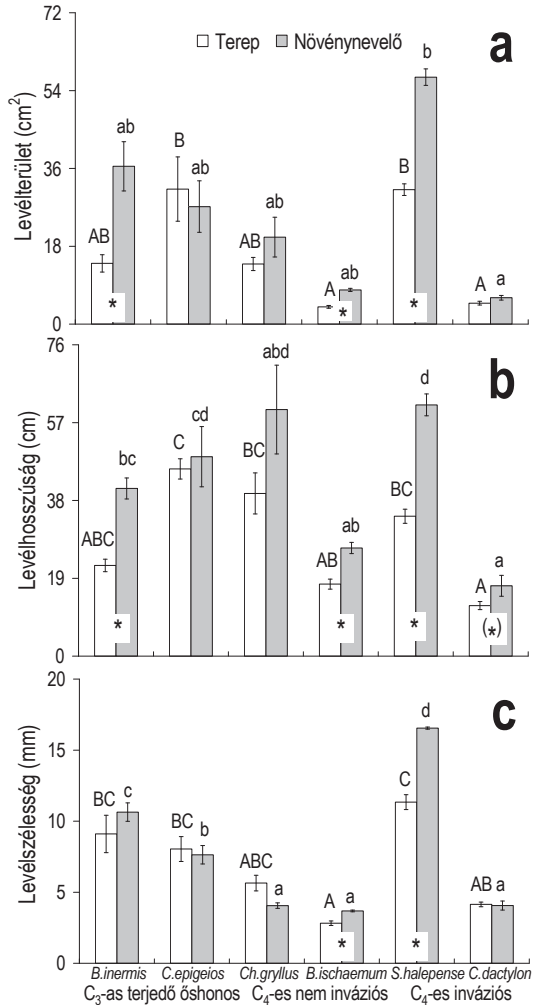 72
54
36
18
0
Levélterület (cm2)
Terep Növénynevelő
a
AB ab B ab AB ab A ab B b A a
* * *
76
57
38
19
0
Levélhosszúság (cm)
b
ABC bc C cd BC abd AB ab BC d A a
* * * (*)
20
15
10
5
0
Levélszélesség (mm)
c
BC c BC b ABC a A a C d AB a
* *
B.inermis C.epigeios Ch.gryllus B.ischaemum S.halepense C.dactylon
C3-as terjedő őshonos C4-es nem inváziós C4-es inváziós